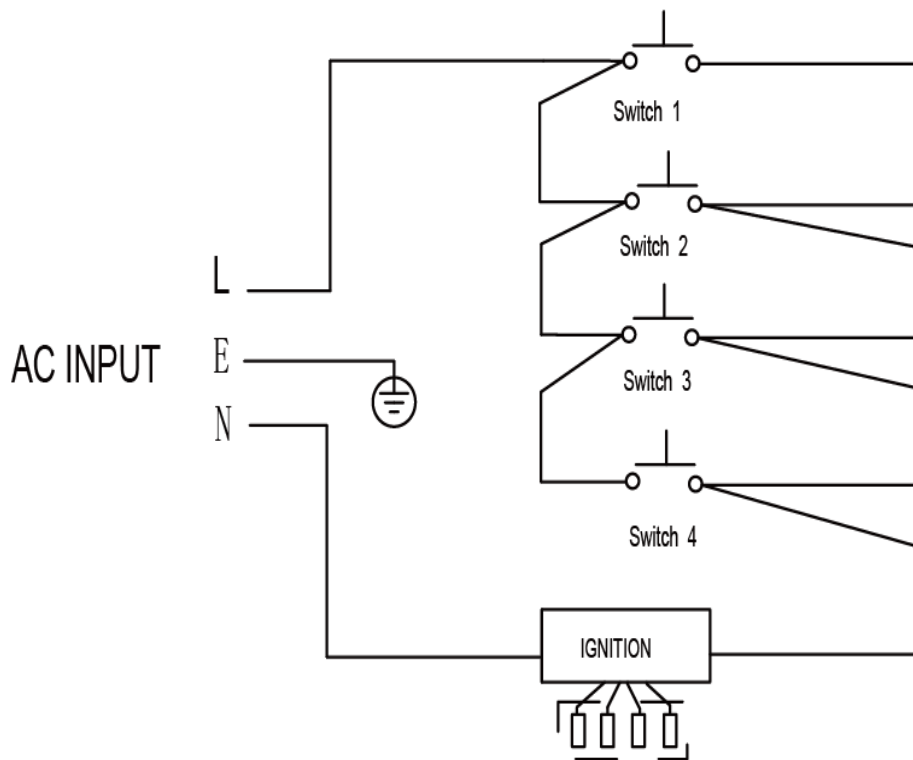 Switch 1
Switch 2
L
AC INPUT
E
Switch 3
N
Switch 4
IGNITION